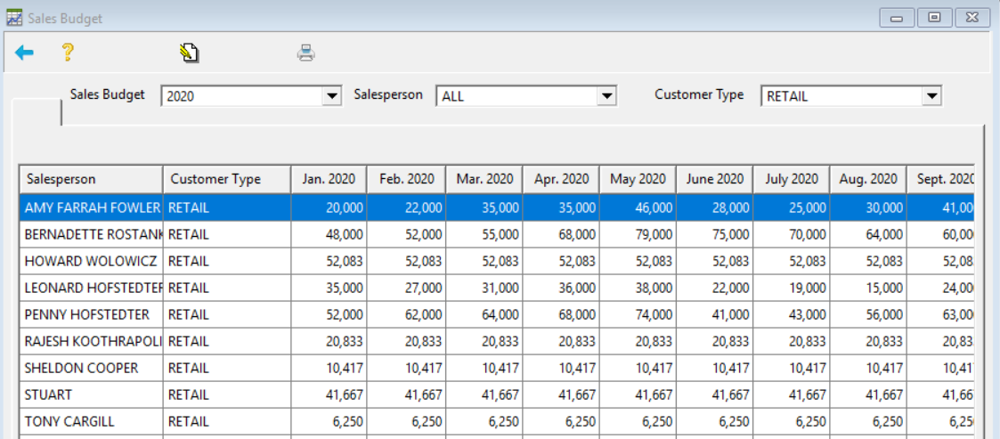 Sales Budget
Sales Budget 2020 Salesperson ALL Customer Type RETAIL
Salesperson Customer Type Jan. 2020 Feb. 2020 Mar. 2020 Apr. 2020 May 2020 June 2020 July 2020 Aug. 2020 Sept. 2020
AMY FARRAH FOWLER RETAIL 20,000 22,000 35,000 35,000 46,000 28,000 25,000 30,000 41,00
BERNADETTE ROSTANK RETAIL 48,000 52,000 55,000 68,000 79,000 75,000 70,000 64,000 60,00
HOWARD WOLOWICZ RETAIL 52,083 52,083 52,083 52,083 52,083 52,083 52,083 52,083 52,08
LEONARD HOFSTEDTER RETAIL 35,000 27,000 31,000 36,000 38,000 22,000 19,000 15,000 24,00
PENNY HOFSTEDTER RETAIL 52,000 62,000 64,000 68,000 74,000 41,000 43,000 56,000 63,00
RAJESH KOOTHRAPOLI RETAIL 20,833 20,833 20,833 20,833 20,833 20,833 20,833 20,833 20,83
SHELDON COOPER RETAIL 10,417 10,417 10,417 10,417 10,417 10,417 10,417 10,417 10,41
STUART RETAIL 41,667 41,667 41,667 41,667 41,667 41,667 41,667 41,667 41,66
TONY CARGILL RETAIL 6,250 6,250 6,250 6,250 6,250 6,250 6,250 6,250 6,25